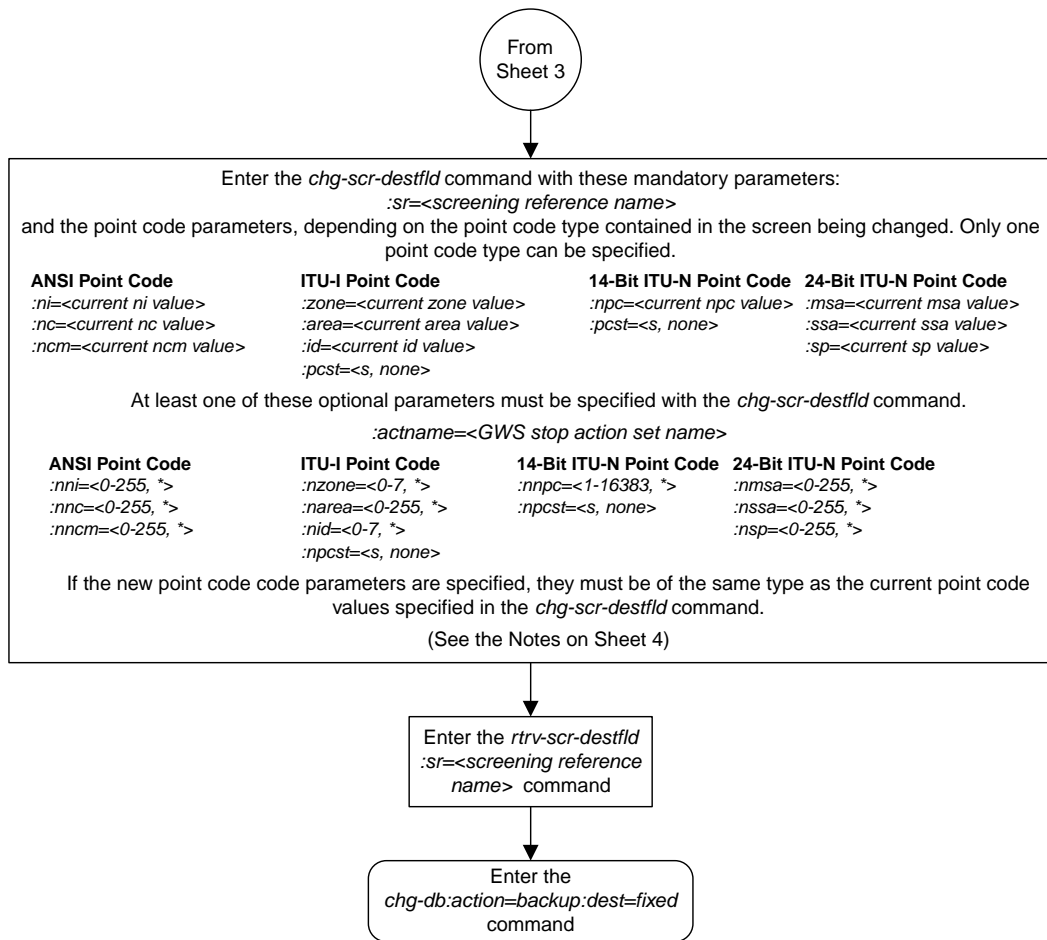 From
Sheet 3
Enter the chg-scr-destfld command with these mandatory parameters:
:sr=<screening reference name>
and the point code parameters, depending on the point code type contained in the screen being changed. Only one
point code type can be specified.
ANSI Point Code
:ni=<current ni value>
:nc=<current nc value>
:ncm=<current ncm value>
ITU-I Point Code
:zone=<current zone value>
:area=<current area value>
:id=<current id value>
:pcst=<s, none>
14-Bit ITU-N Point Code
:npc=<current npc value>
:pcst=<s, none>
24-Bit ITU-N Point Code
:msa=<current msa value>
:ssa=<current ssa value>
:sp=<current sp value>
At least one of these optional parameters must be specified with the chg-scr-destfld command.
:actname=<GWS stop action set name>
ANSI Point Code
:nni=<0-255, *>
:nnc=<0-255, *>
:nncm=<0-255, *>
ITU-I Point Code
:nzone=<0-7, *>
:narea=<0-255, *>
:nid=<0-7, *>
:npcst=<s, none>
14-Bit ITU-N Point Code
:nnpc=<1-16383, *>
:npcst=<s, none>
24-Bit ITU-N Point Code
:nmsa=<0-255, *>
:nssa=<0-255, *>
:nsp=<0-255, *>
If the new point code code parameters are specified, they must be of the same type as the current point code
values specified in the chg-scr-destfld command.
(See the Notes on Sheet 4)
Enter the rtrv-scr-destfld
:sr=<screening reference
name> command
Enter the
chg-db:action=backup:dest=fixed
command